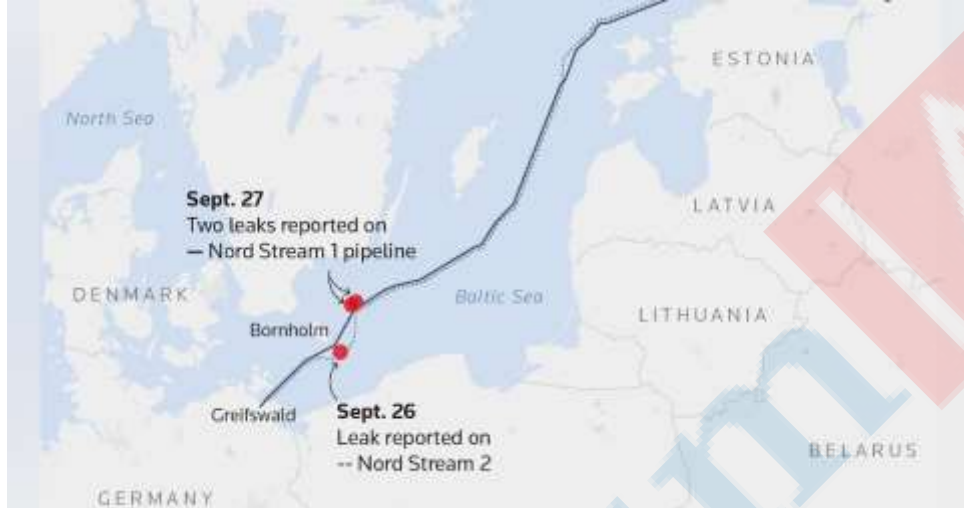 ESTONIA
North Sea
Sept. 27
Two leaks reported on
— Nord Stream 1 pipeline
LATVIA
DENMARK
Baltic Sea
LITHUANIA
Bornholm
Greifswald
Sept. 26
Leak reported on
-- Nord Stream 2
BELARUS
GERMANY